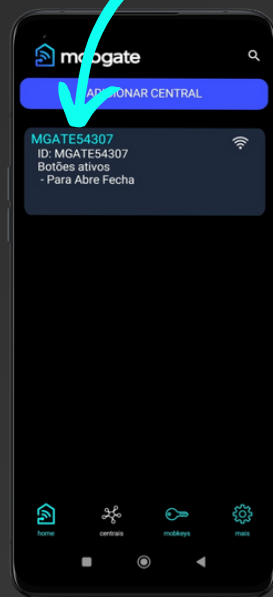 mobgate
ADICIONAR CENTRAL
MGATE54307
ID: MGATE54307
Botões ativos
- Para Abre Fecha
home centrais mobkeys mais